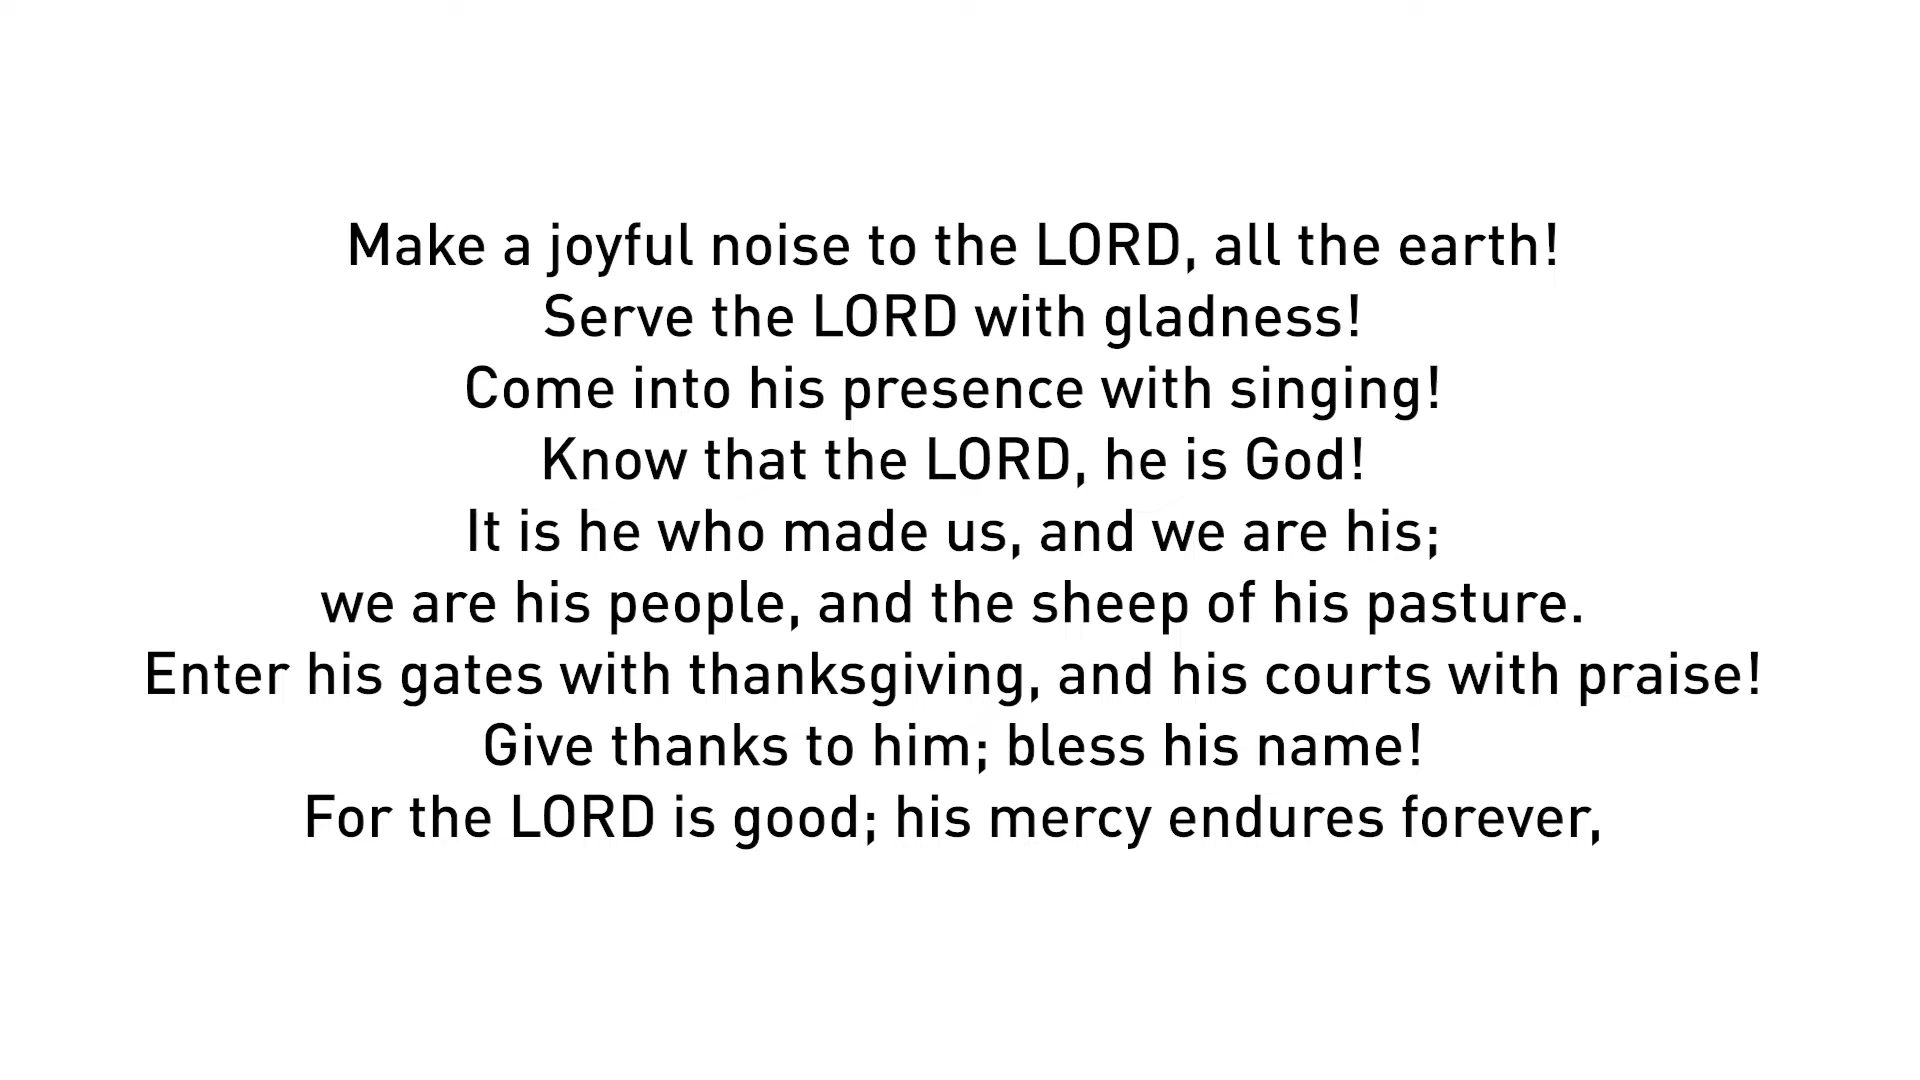 Make a joyful noise to the LORD, all the earth!
Serve the LORD with gladness!
Come into his presence with singing!
Know that the LORD, he is God!
It is he who made us, and we are his;
we are his people, and the sheep of his pasture.
Enter his gates with thanksgiving, and his courts with praise!
Give thanks to him; bless his name!
For the LORD is good; his mercy endures forever,